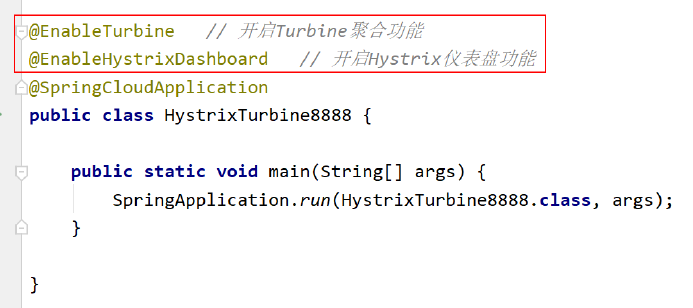 @EnableTurbine // 开启Turbine聚合功能
@EnableHystrixDashboard // 开启Hystrix仪表盘功能
@SpringCloudApplication
public class HystrixTurbine8888 {
public static void main(String[] args) {
SpringApplication.run(HystrixTurbine8888.class, args);
}
}